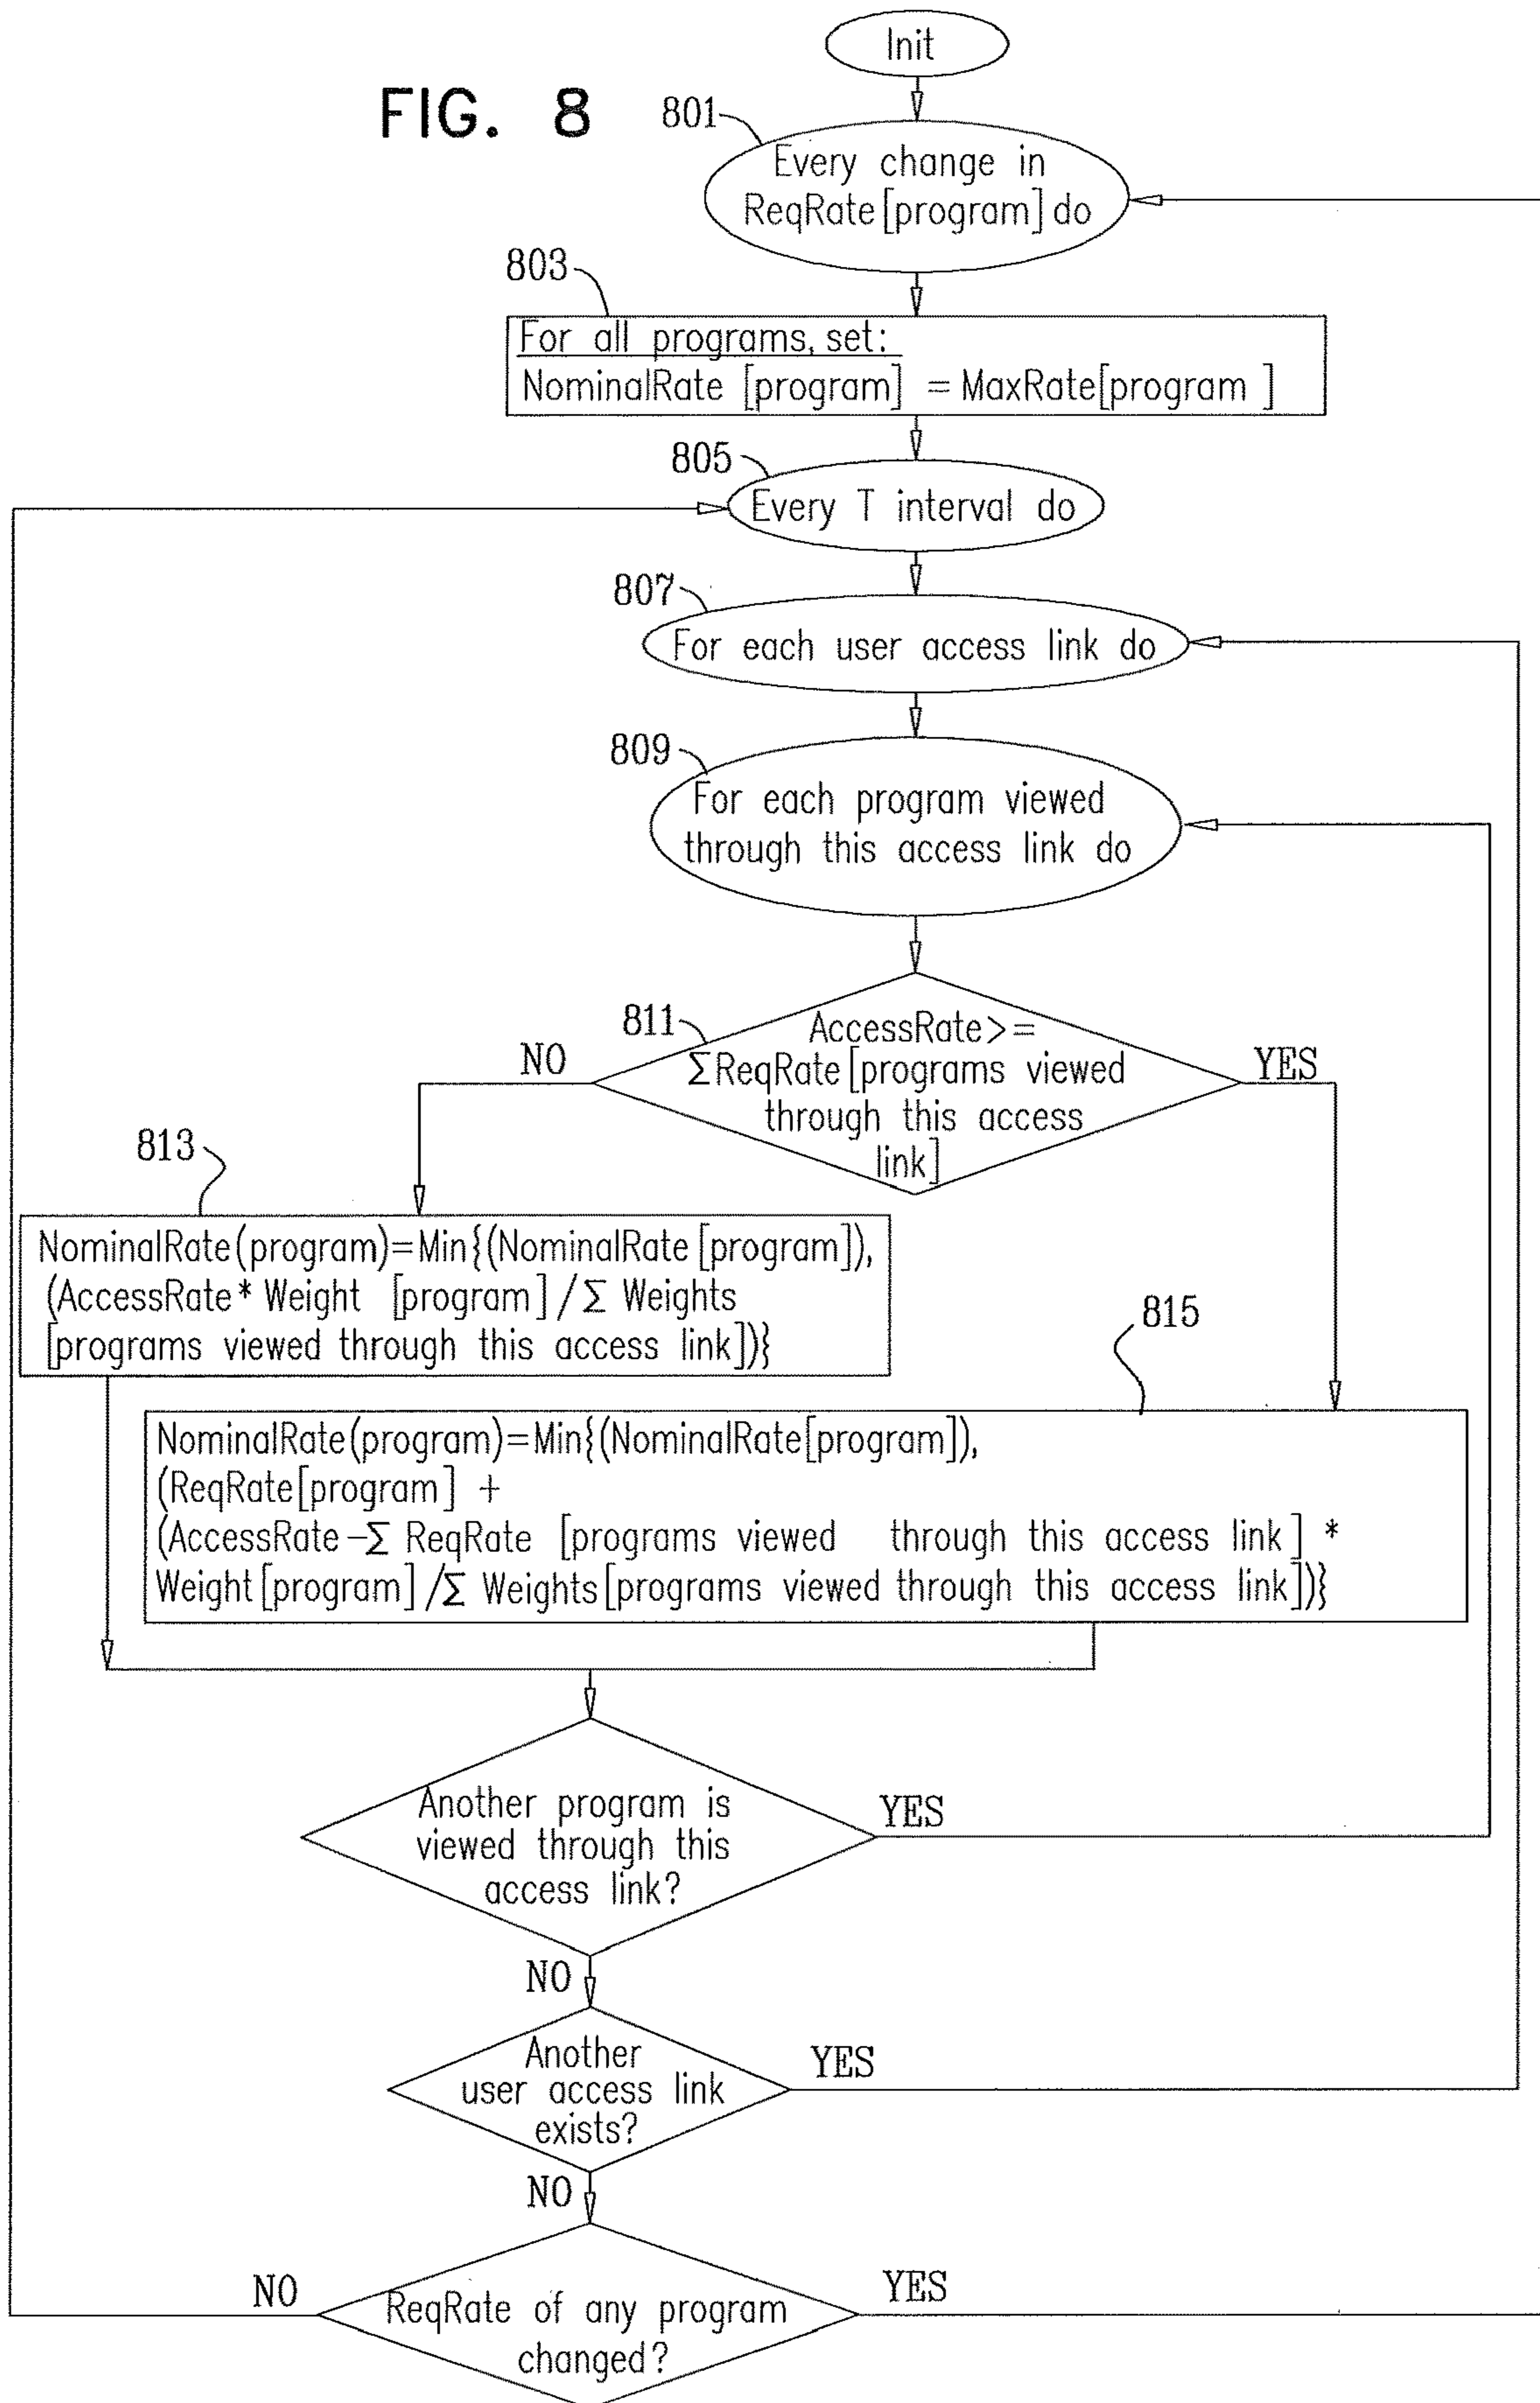 Init
FIG. 8
801
Every change in
ReqRate[program] do
803
For all programs, set:
NominalRate [program] = MaxRate[program ]
805
Every T interval do
807
For each user access link do
809
For each program viewed
through this access link do
811
AccessRate>=
ΣReqRate[programs viewed
through this access
link]
NO
YES
813
NominalRate(program)=Min{(NominalRate[program]),
(AccessRate* Weight [program]/Σ Weights
[programs viewed through this access link])}
815
NominalRate(program)=Min{(NominalRate[program]),
(ReqRate[program] +
(AccessRate-Σ ReqRate [programs viewed through this access link] *
Weight[program]/Σ Weights[programs viewed through this access link])}
Another program is
viewed through this
access link?
YES
NO
Another
user access link
exists?
YES
NO
ReqRate of any program
changed?
NO
YES